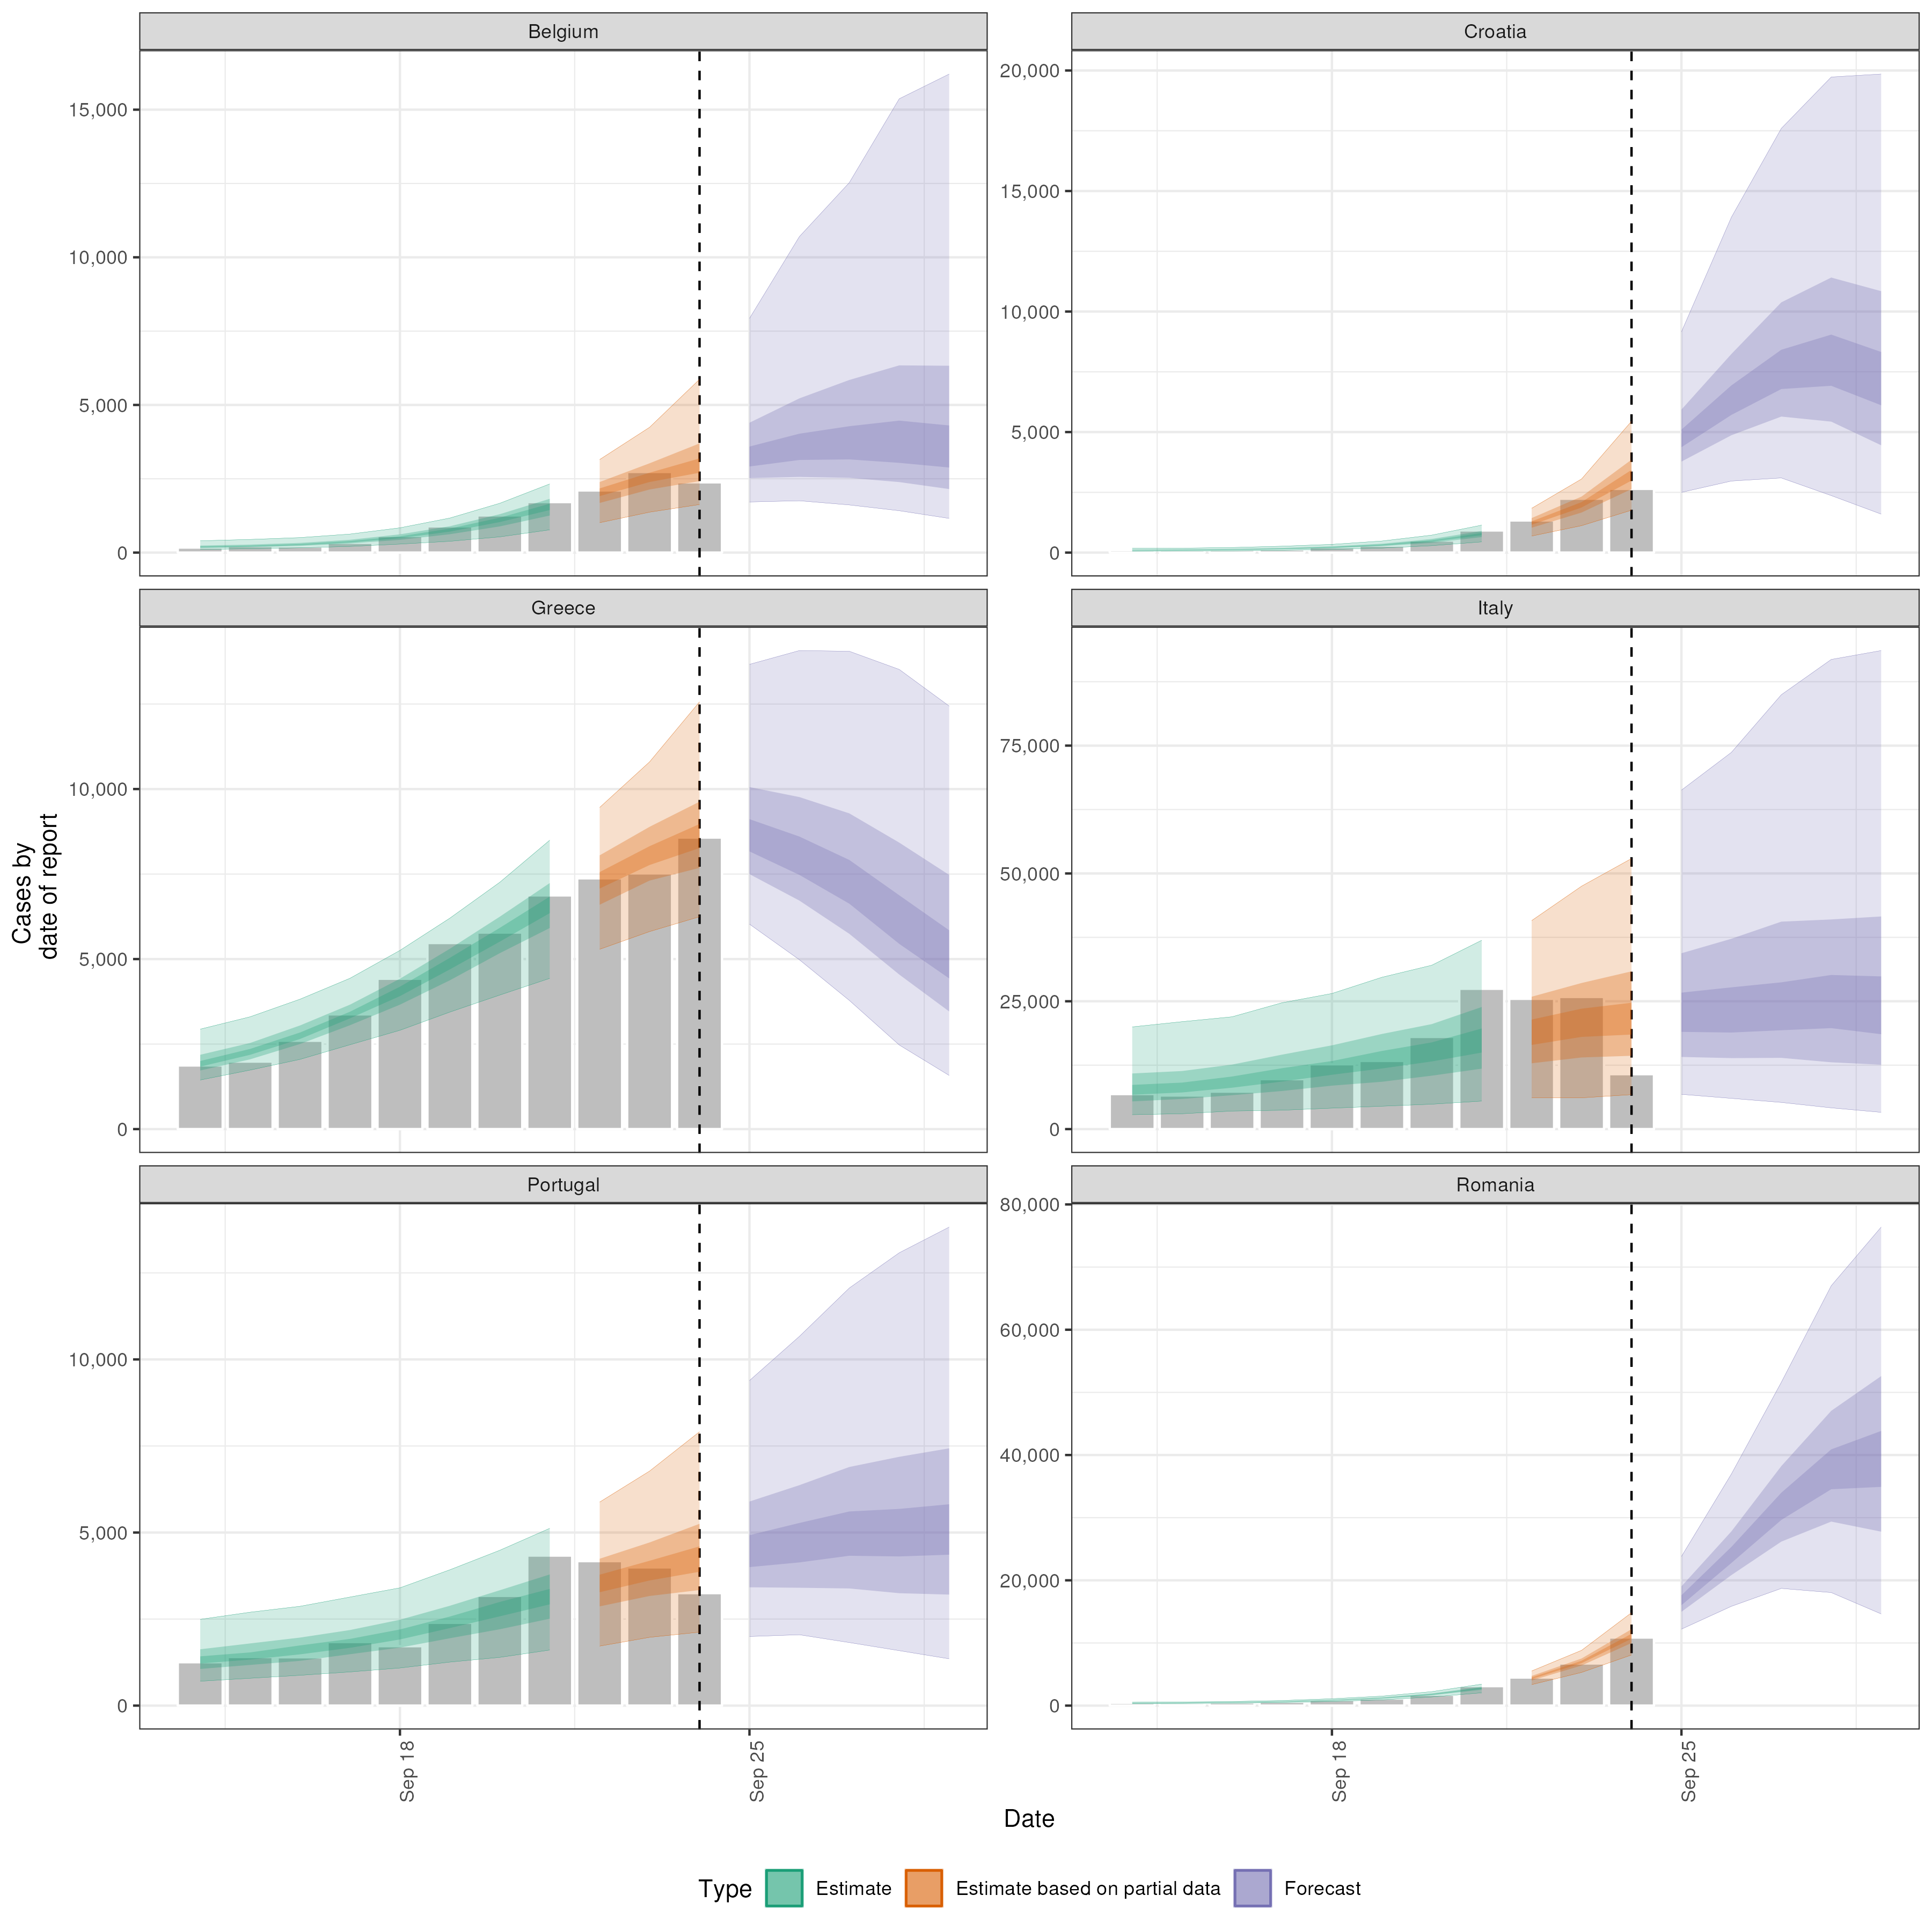 Belgium
Croatia
15,000
10,000
5,000
0
20,000
15,000
10,000
5,000
0
Greece
Italy
10,000
5,000
0
75,000
50,000
25,000
0
Portugal
Romania
10,000
5,000
0
80,000
60,000
40,000
20,000
0
Cases by
date of report
Sep 18
Sep 25
Sep 18
Sep 25
Date
Type
Estimate
Estimate based on partial data
Forecast